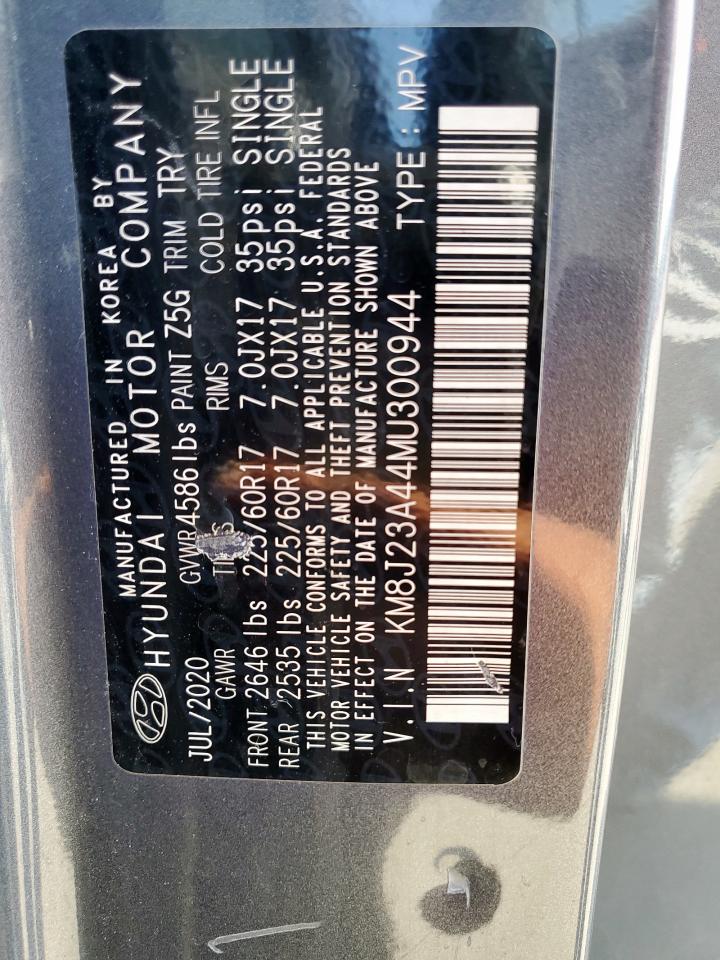 MANUFACTURED IN KOREA BY
HYUNDAI MOTOR COMPANY
JUL/2020 GVWR 4586 lbs PAINT Z5G TRIM TRY
GAWR RMS COLD TIRE INFL
FRONT 2646 lbs 225/60R17 7.0JX17 35psi SINGLE
REAR 2535 lbs 225/60R17 7.0JX17 35psi SINGLE
THIS VEHICLE CONFORMS TO ALL APPLICABLE U.S.A. FEDERAL
MOTOR VEHICLE SAFETY AND THEFT PREVENTION STANDARDS
IN EFFECT ON THE DATE OF MANUFACTURE SHOWN ABOVE
V.I.N KM8J23A44MU300944 TYPE : MPV